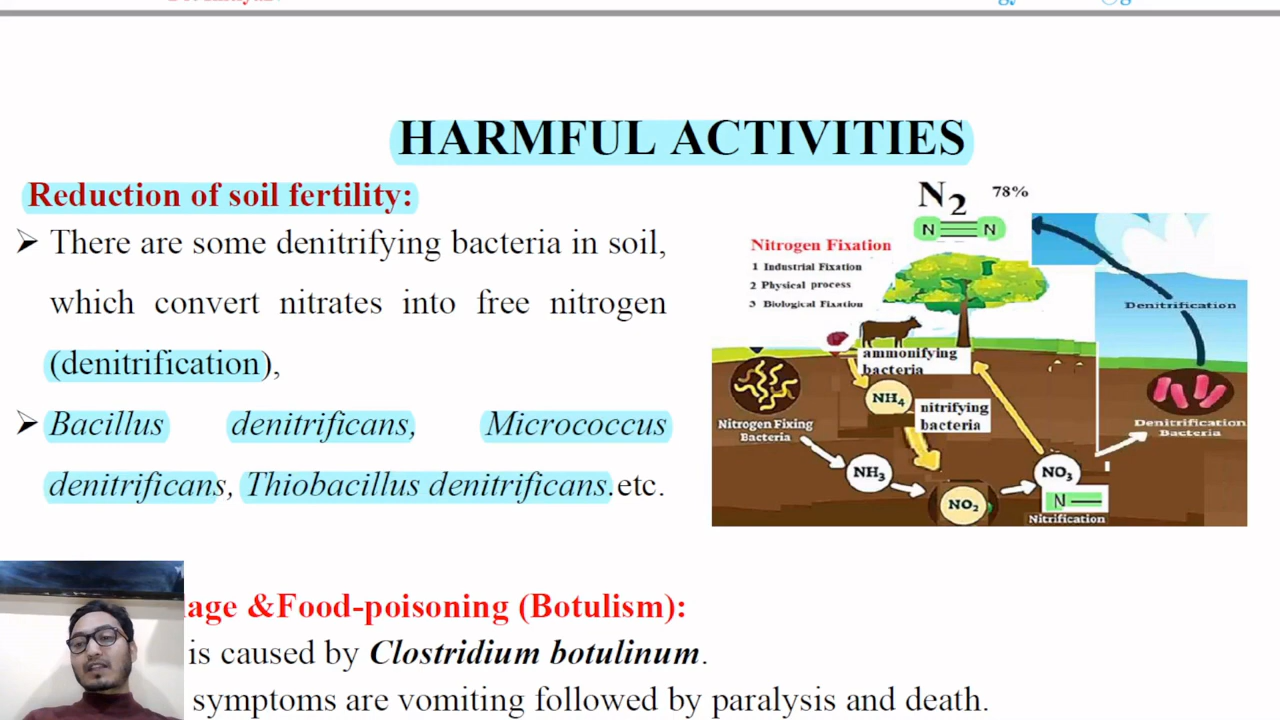 HARMFUL ACTIVITIES
Reduction of soil fertility:
➢ There are some denitrifying bacteria in soil,
which convert nitrates into free nitrogen
(denitrification),
➢ Bacillus denitrificans, Micrococcus
denitrificans, Thiobacillus denitrificans.etc.
N2 78%
N N
Nitrogen Fixation
1 Industrial Fixation
2 Physical process
3 Biological Fixation
Denitrification
ammonifying
bacteria
NH4
nitrifying
bacteria
Nitrogen Fixing
Bacteria
Denitrification
Bacteria
NH3
NO2
NO3
N
Nitrification
age &Food-poisoning (Botulism):
is caused by Clostridium botulinum.
symptoms are vomiting followed by paralysis and death.